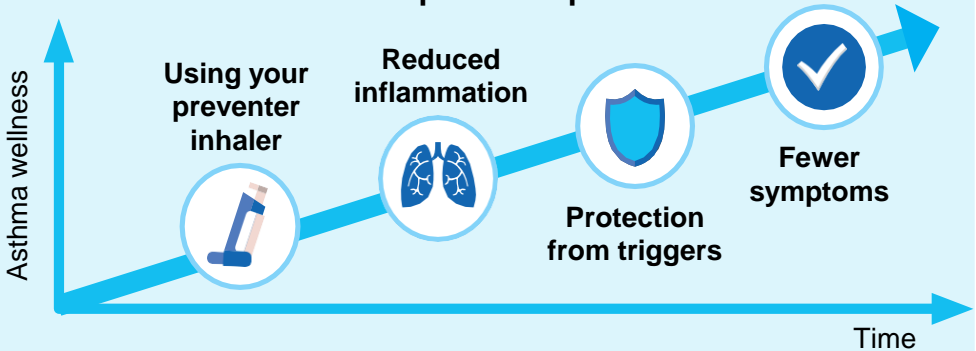 Using your
preventer
inhaler
Reduced
inflammation
Protection
from triggers
Fewer
symptoms
Asthma wellness
Time